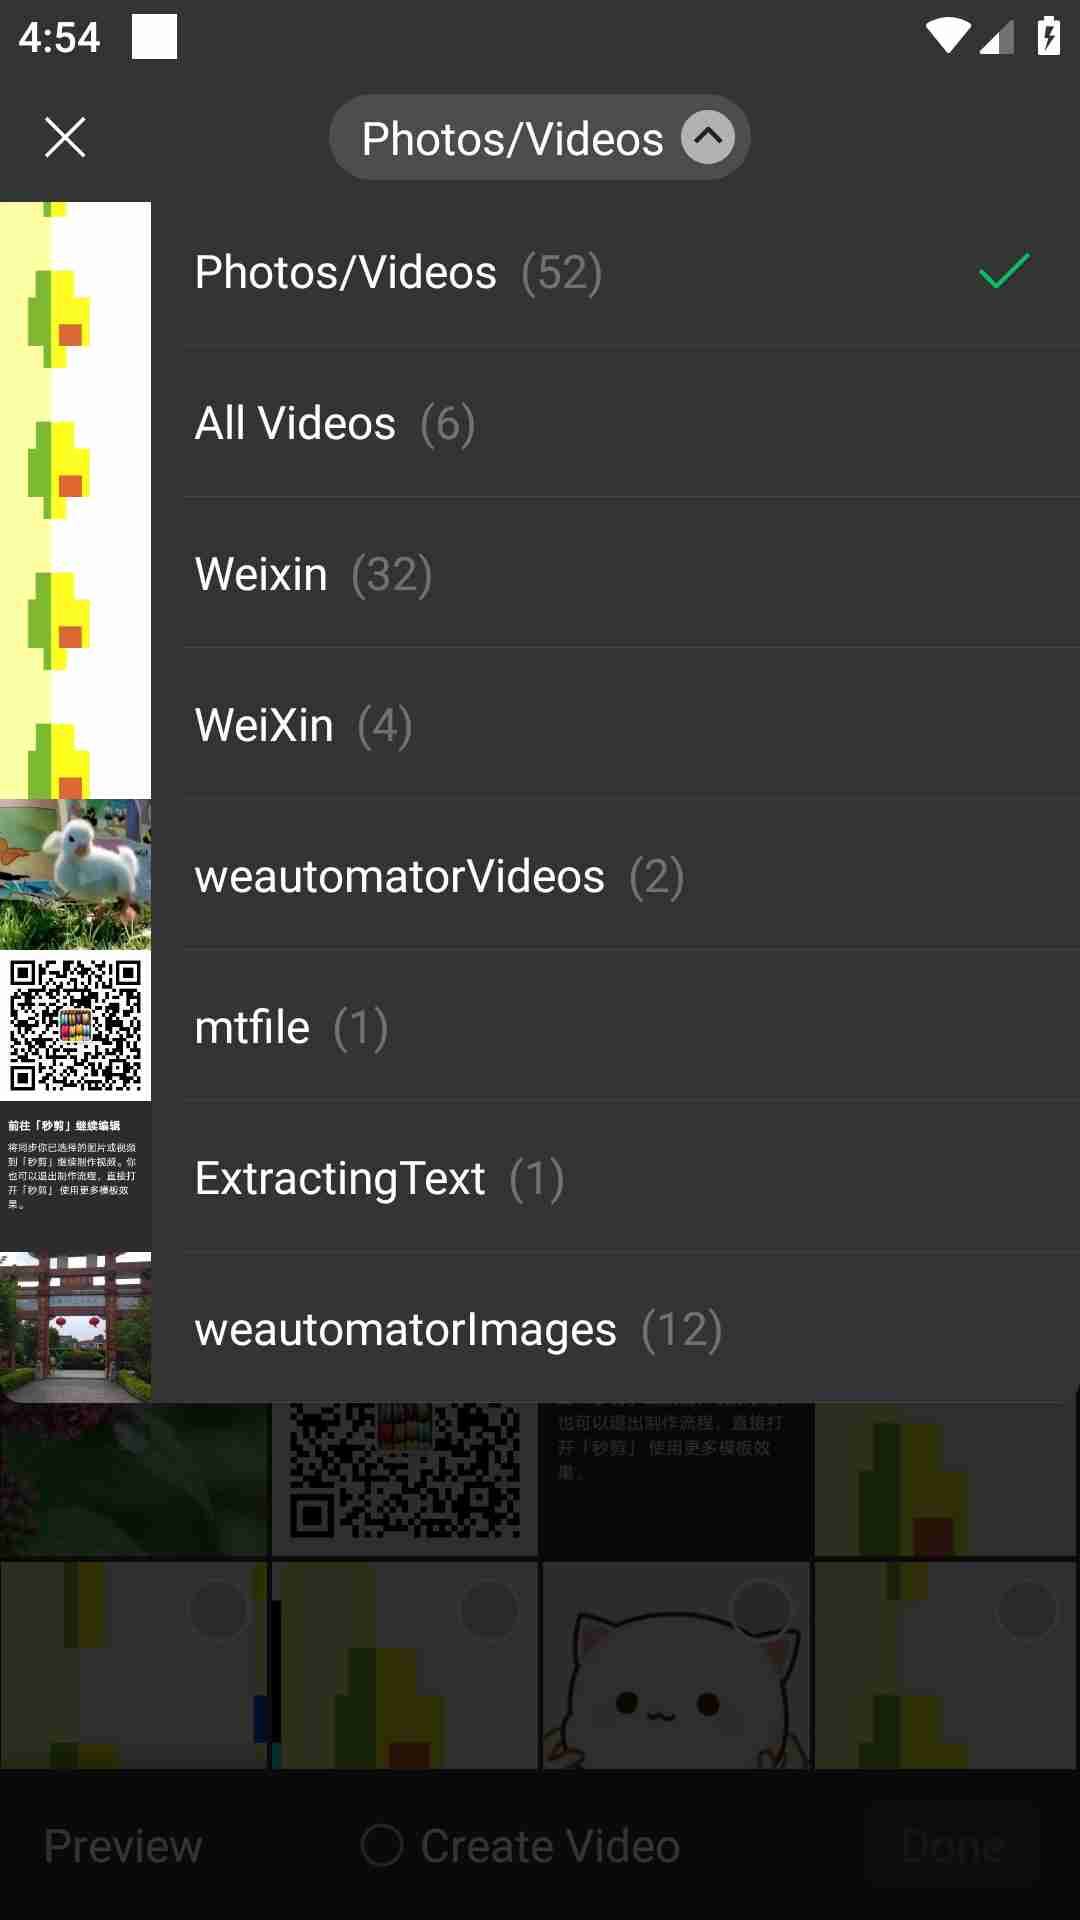 4:54
Photos/Videos
Photos/Videos (52)
All Videos (6)
Weixin (32)
WeiXin (4)
weautomatorVideos (2)
mtfile (1)
前往「秒剪」继续编辑
将同步你已选择的图片或视频
到「秒剪」继续制作视频。你
也可以退出制作流程，直接打
开「秒剪」 使用更多模板效
果。
ExtractingText (1)
weautomatorImages (12)
也可以退出制作流程，直接打
开「秒剪」 使用更多模板效
果。
Preview
Create Video
Done